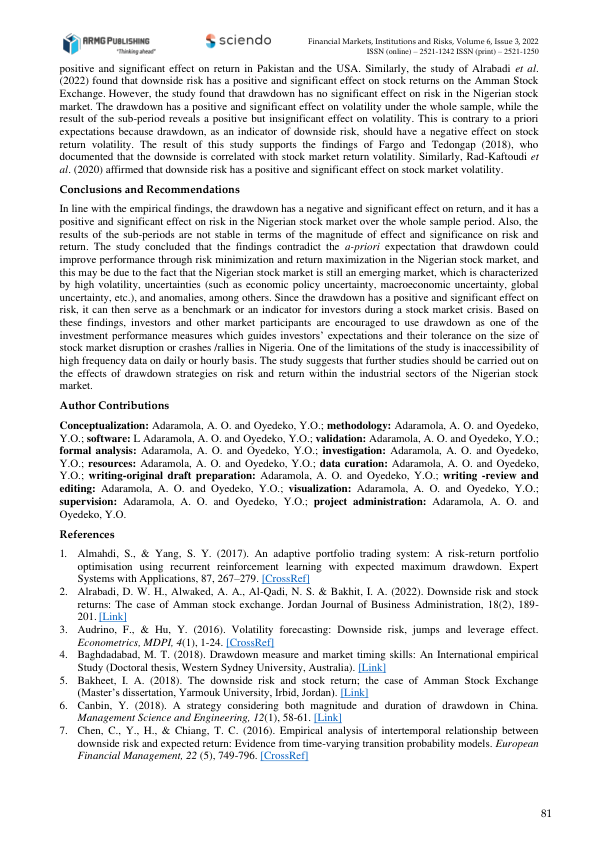 ARMG PUBLISHING
"Thinking ahead"
sciendo
Financial Markets, Institutions and Risks, Volume 6, Issue 3, 2022
ISSN (online) – 2521-1242 ISSN (print) – 2521-1250
positive and significant effect on return in Pakistan and the USA. Similarly, the study of Alrabadi et al.
(2022) found that downside risk has a positive and significant effect on stock returns on the Amman Stock
Exchange. However, the study found that drawdown has no significant effect on risk in the Nigerian stock
market. The drawdown has a positive and significant effect on volatility under the whole sample, while the
result of the sub-period reveals a positive but insignificant effect on volatility. This is contrary to a priori
expectations because drawdown, as an indicator of downside risk, should have a negative effect on stock
return volatility. The result of this study supports the findings of Fargo and Tedongap (2018), who
documented that the downside is correlated with stock market return volatility. Similarly, Rad-Kaftoudi et
al. (2020) affirmed that downside risk has a positive and significant effect on stock market volatility.
Conclusions and Recommendations
In line with the empirical findings, the drawdown has a negative and significant effect on return, and it has a
positive and significant effect on risk in the Nigerian stock market over the whole sample period. Also, the
results of the sub-periods are not stable in terms of the magnitude of effect and significance on risk and
return. The study concluded that the findings contradict the a-priori expectation that drawdown could
improve performance through risk minimization and return maximization in the Nigerian stock market, and
this may be due to the fact that the Nigerian stock market is still an emerging market, which is characterized
by high volatility, uncertainties (such as economic policy uncertainty, macroeconomic uncertainty, global
uncertainty, etc.), and anomalies, among others. Since the drawdown has a positive and significant effect on
risk, it can then serve as a benchmark or an indicator for investors during a stock market crisis. Based on
these findings, investors and other market participants are encouraged to use drawdown as one of the
investment performance measures which guides investors' expectations and their tolerance on the size of
stock market disruption or crashes /rallies in Nigeria. One of the limitations of the study is inaccessibility of
high frequency data on daily or hourly basis. The study suggests that further studies should be carried out on
the effects of drawdown strategies on risk and return within the industrial sectors of the Nigerian stock
market.
Author Contributions
Conceptualization: Adaramola, A. O. and Oyedeko, Y.O.; methodology: Adaramola, A. O. and Oyedeko,
Y.O.; software: L Adaramola, A. O. and Oyedeko, Y.O.; validation: Adaramola, A. O. and Oyedeko, Y.O.;
formal analysis: Adaramola, A. O. and Oyedeko, Y.O.; investigation: Adaramola, A. O. and Oyedeko,
Y.O.; resources: Adaramola, A. O. and Oyedeko, Y.O.; data curation: Adaramola, A. O. and Oyedeko,
Y.O.; writing-original draft preparation: Adaramola, A. O. and Oyedeko, Y.O.; writing -review and
editing: Adaramola, A. O. and Oyedeko, Y.O.; visualization: Adaramola, A. O. and Oyedeko, Y.O.;
supervision: Adaramola, A. O. and Oyedeko, Y.O.; project administration: Adaramola, A. O. and
Oyedeko, Y.O.
References
1. Almahdi, S., & Yang, S. Y. (2017). An adaptive portfolio trading system: A risk-return portfolio
optimisation using recurrent reinforcement learning with expected maximum drawdown. Expert
Systems with Applications, 87, 267–279. [CrossRef]
2. Alrabadi, D. W. H., Alwaked, A. A., Al-Qadi, N. S. & Bakhit, I. A. (2022). Downside risk and stock
returns: The case of Amman stock exchange. Jordan Journal of Business Administration, 18(2), 189-
201. [Link]
3. Audrino, F., & Hu, Y. (2016). Volatility forecasting: Downside risk, jumps and leverage effect.
Econometrics, MDPI, 4(1), 1-24. [CrossRef]
4. Baghdadabad, M. T. (2018). Drawdown measure and market timing skills: An International empirical
Study (Doctoral thesis, Western Sydney University, Australia). [Link]
5. Bakheet, I. A. (2018). The downside risk and stock return; the case of Amman Stock Exchange
(Master's dissertation, Yarmouk University, Irbid, Jordan). [Link]
6. Canbin, Y. (2018). A strategy considering both magnitude and duration of drawdown in China.
Management Science and Engineering, 12(1), 58-61. [Link]
7. Chen, C., Y., H., & Chiang, T. C. (2016). Empirical analysis of intertemporal relationship between
downside risk and expected return: Evidence from time-varying transition probability models. European
Financial Management, 22 (5), 749-796. [CrossRef]
81